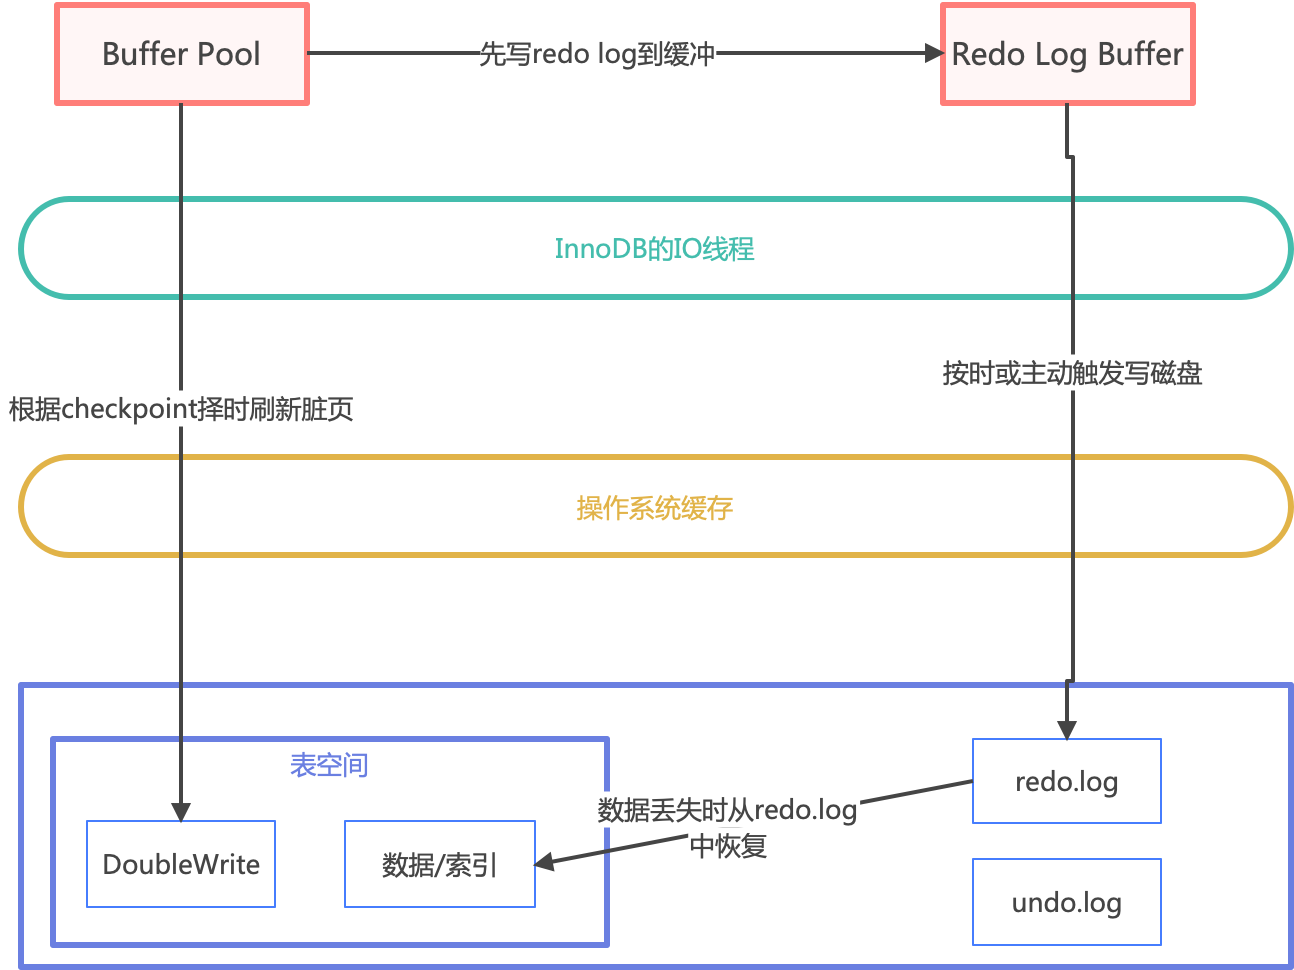 Buffer Pool
先写redo log到缓冲
Redo Log Buffer
InnoDB的IO线程
按时或主动触发写磁盘
根据checkpoint择时刷新脏页
操作系统缓存
表空间
redo.log
数据丢失时从redo.log
中恢复
DoubleWrite
数据/索引
undo.log